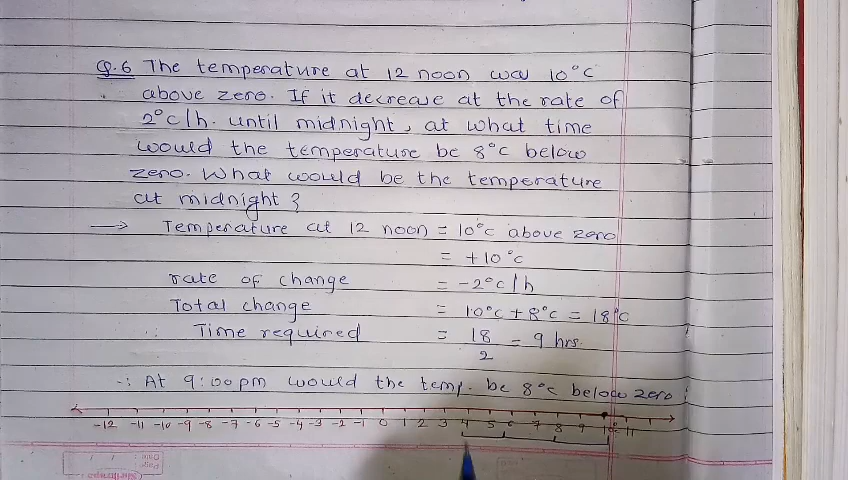 Q.6 The temperature at 12 noon was 10°C
above zero. If it decrease at the rate of
2°C/h. until midnight, at what time
would the temperature be 8°C below
zero. What would be the temperature
at midnight?
→ Temperature at 12 noon = 10°C above zero
= +10°C
rate of change = -2°C/h
Total change = 10°C + 8°C = 18°C
∴ Time required = 18/2 = 9 hrs.
∴ At 9:00pm would the temp. be 8°C below zero
-12 -11 -10 -9 -8 -7 -6 -5 -4 -3 -2 -1 0 1 2 3 4 5 6 7 8 9 10°C 11
Page:
Date: / /